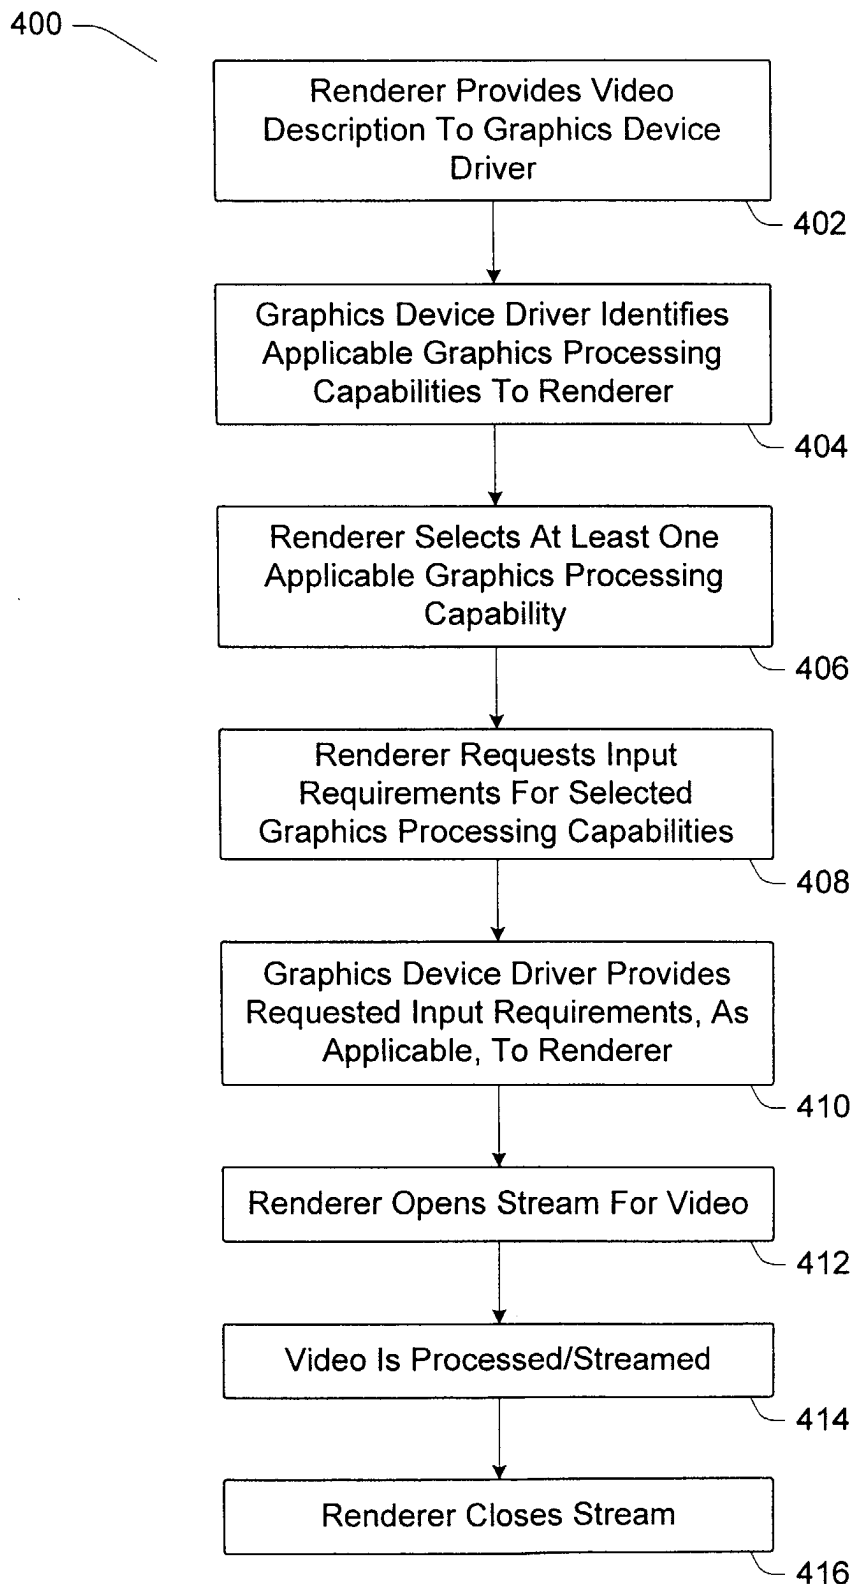 400
Renderer Provides Video
Description To Graphics Device
Driver
402
Graphics Device Driver Identifies
Applicable Graphics Processing
Capabilities To Renderer
404
Renderer Selects At Least One
Applicable Graphics Processing
Capability
406
Renderer Requests Input
Requirements For Selected
Graphics Processing Capabilities
408
Graphics Device Driver Provides
Requested Input Requirements, As
Applicable, To Renderer
410
Renderer Opens Stream For Video
412
Video Is Processed/Streamed
414
Renderer Closes Stream
416